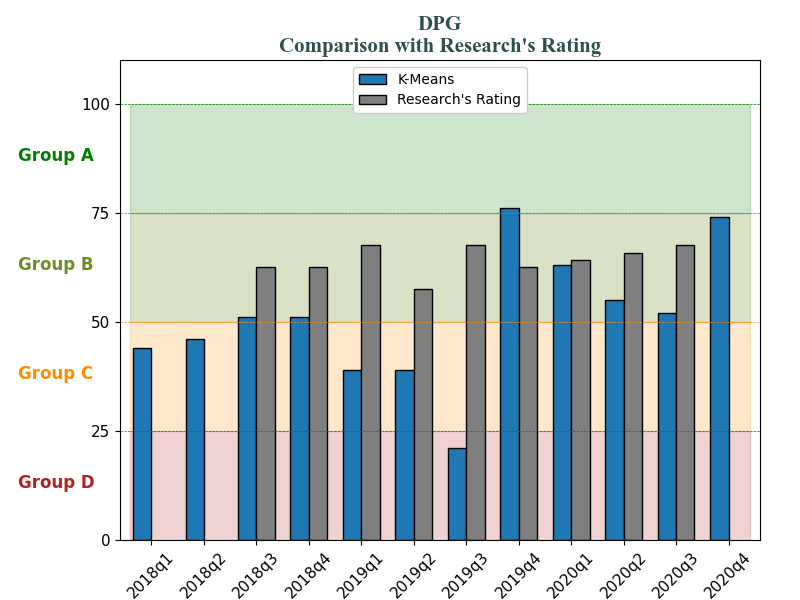 DPG
Comparison with Research's Rating
K-Means
Research's Rating
100
Group A
75
Group B
50
Group C
25
Group D
0
2018q1
2018q2
2018q3
2018q4
2019q1
2019q2
2019q3
2019q4
2020q1
2020q2
2020q3
2020q4